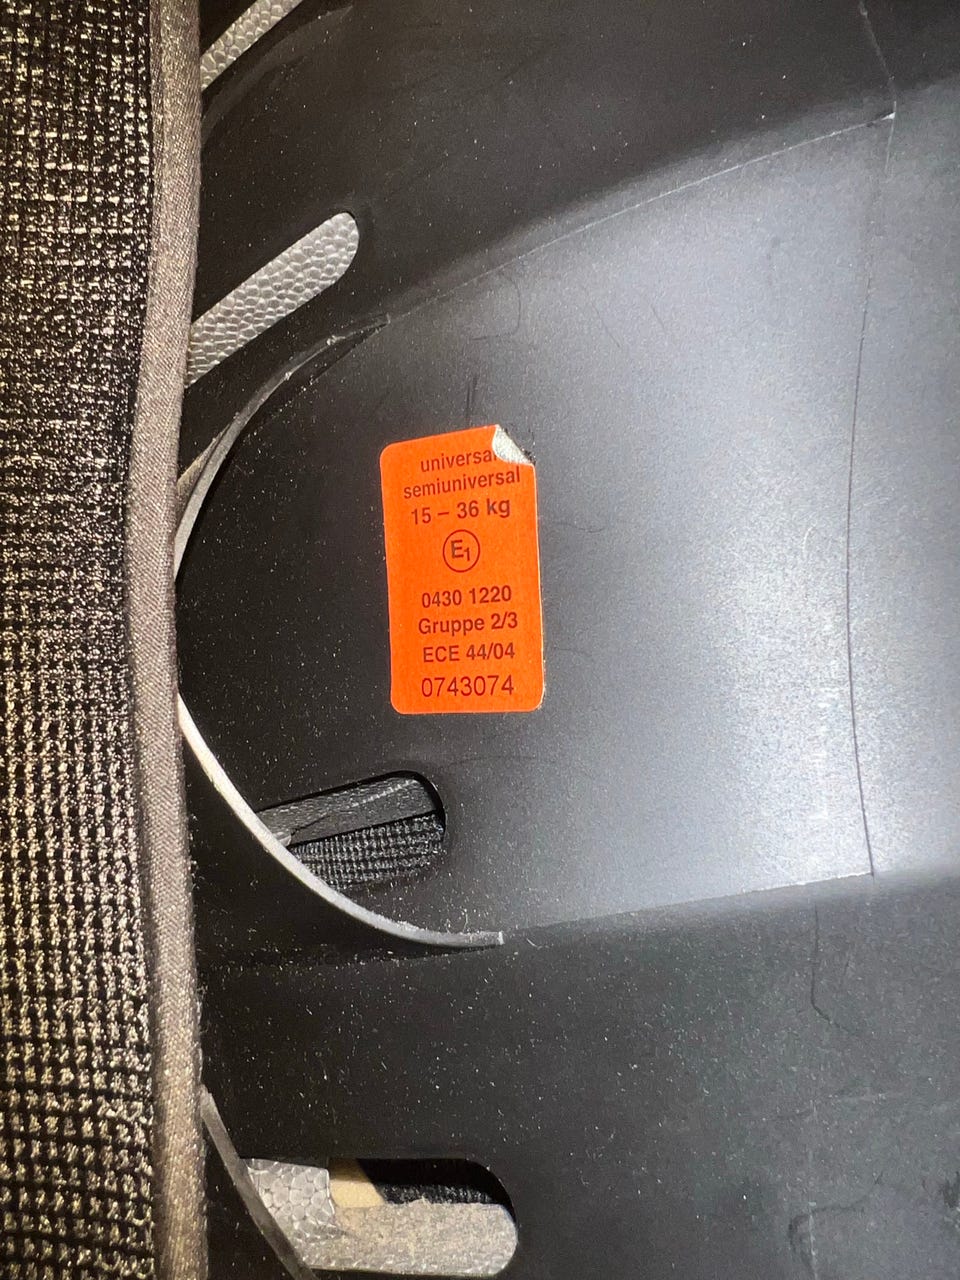 universal
semiuniversal
15 – 36 kg
E1
0430 1220
Gruppe 2/3
ECE 44/04
0743074